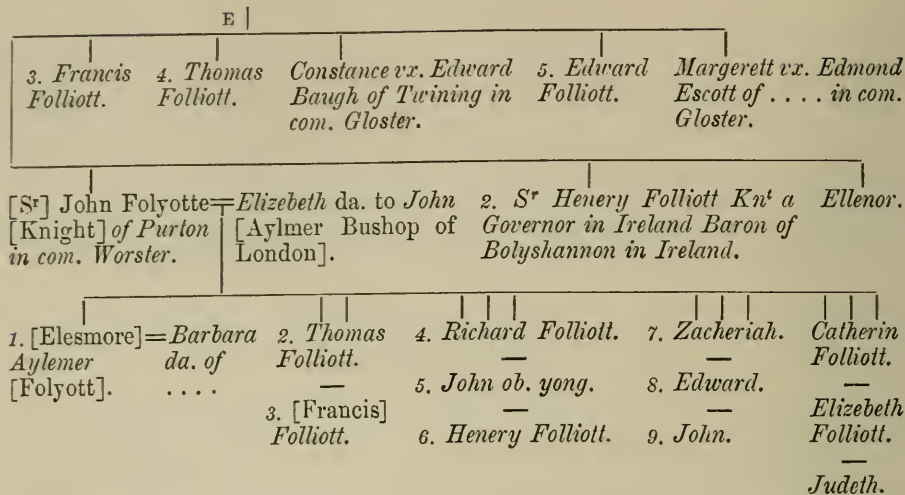 E
3. Francis Folliott.
4. Thomas Folliott.
Constance vx. Edward Baugh of Twining in com. Gloster.
5. Edward Folliott.
Margerett vx. Edmond Escott of . . . . in com. Gloster.
[Sr] John Folyotte=Elizebeth da. to John
[Knight] of Purton
in com. Worster.
[Aylmer Bushop of
London].
2. Sr Henery Folliott Knt a
Governor in Ireland Baron of
Bolyshannon in Ireland.
Ellenor.
1. [Elesmore]=Barbara
Aylemer
[Folyott].
da. of
. . . .
2. Thomas
Folliott.
—
3. [Francis]
Folliott.
4. Richard Folliott.
—
5. John ob. yong.
—
6. Henery Folliott.
7. Zacheriah.
—
8. Edward.
—
9. John.
Catherin
Folliott.
—
Elizebeth
Folliott.
—
Judeth.